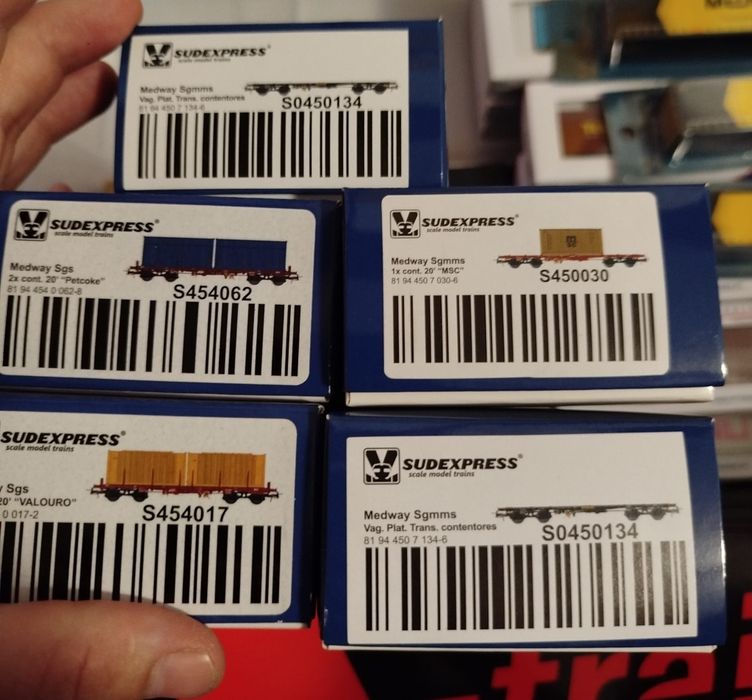 SUDEXPRESS®
scale model trains
Medway Sgmms
Vag. Plat. Trans. contentores
81 94 450 7 134-6
S0450134
SUDEXPRESS®
scale model trains
Medway Sgs
2x cont. 20' "Petcoke"
81 94 454 0 062-8
S454062
SUDEXPRESS®
scale model trains
Medway Sgmms
1x cont. 20' "MSC"
81 94 450 7 030-6
S450030
SUDEXPRESS®
scale model trains
y Sgs
20' "VALOURO"
0 017-2
S454017
SUDEXPRESS®
scale model trains
Medway Sgmms
Vag. Plat. Trans. contentores
81 94 450 7 134-6
S0450134
trai